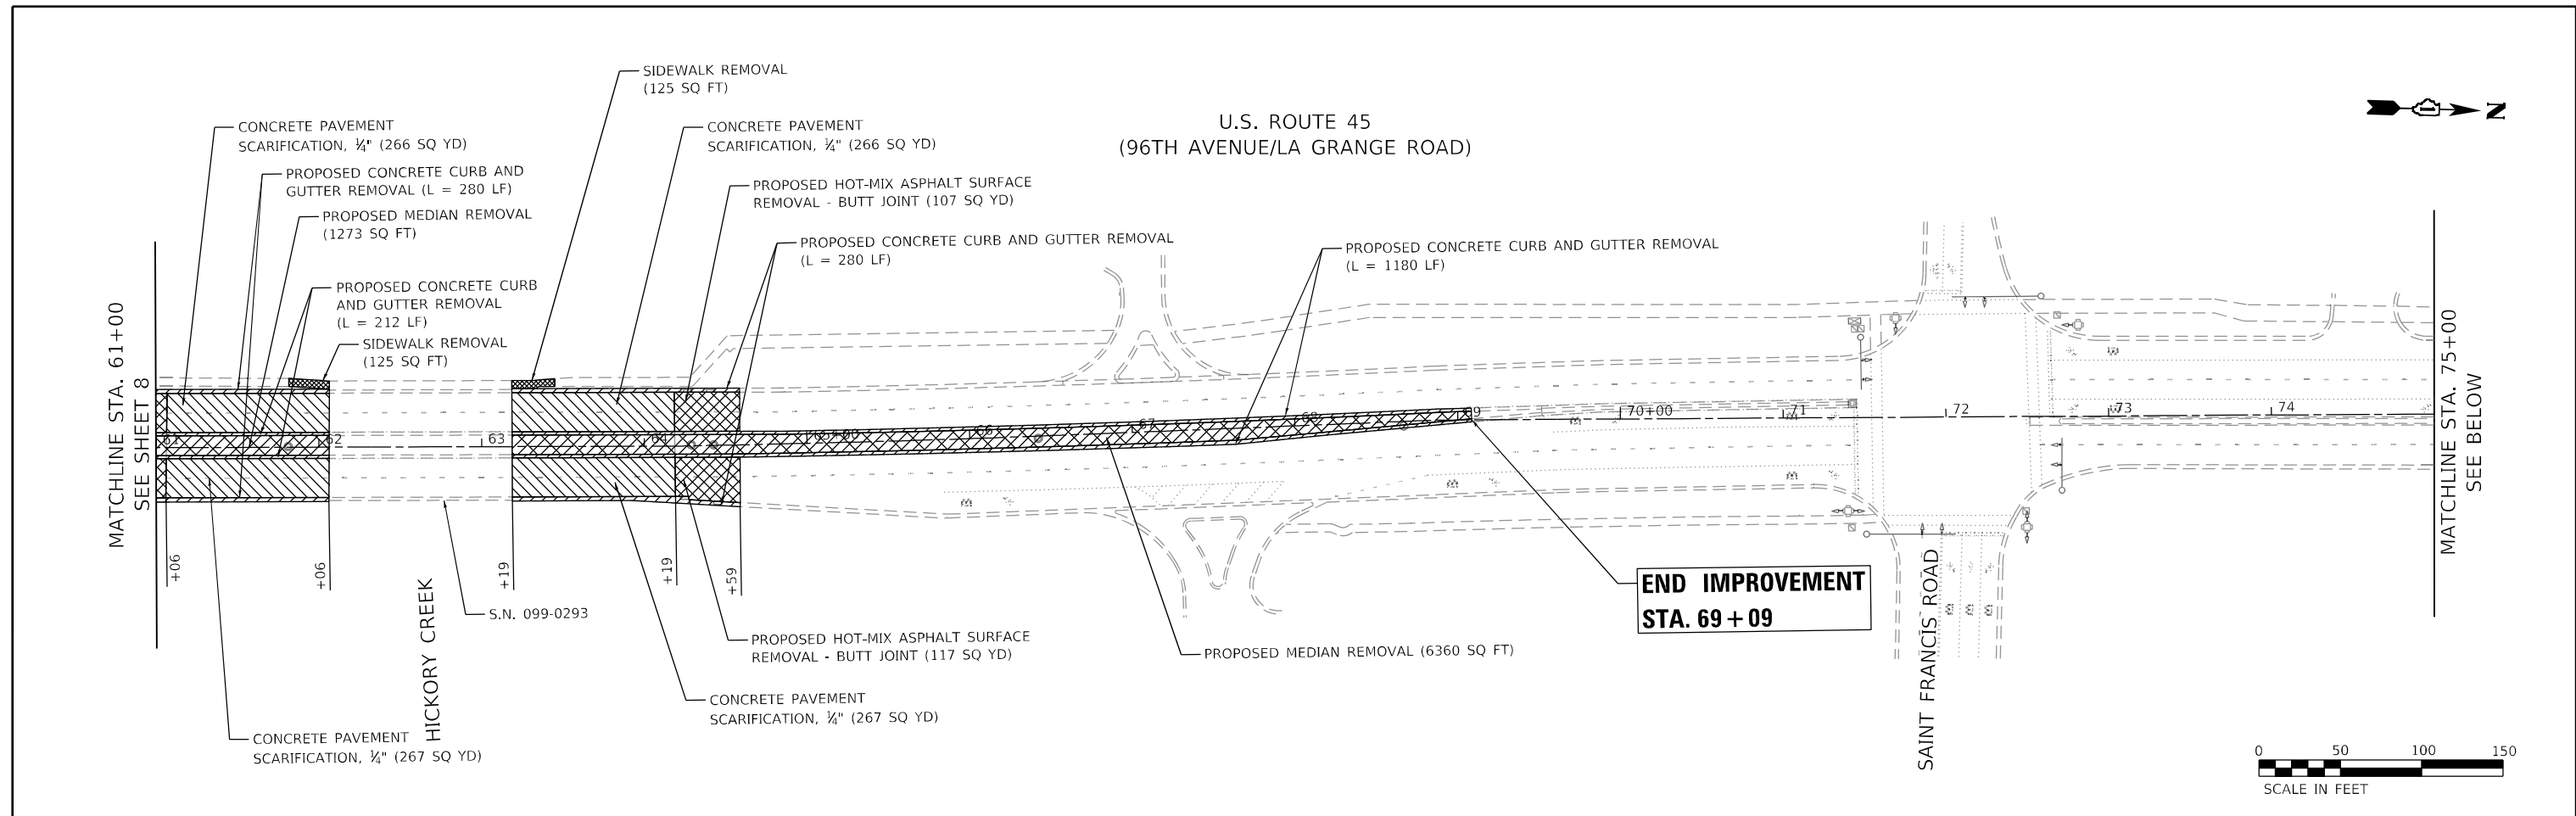 SIDEWALK REMOVAL
(125 SQ FT)
CONCRETE PAVEMENT
SCARIFICATION, ¼" (266 SQ YD)
CONCRETE PAVEMENT
SCARIFICATION, ¼" (266 SQ YD)
U.S. ROUTE 45
(96TH AVENUE/LA GRANGE ROAD)
N
PROPOSED CONCRETE CURB AND
GUTTER REMOVAL (L = 280 LF)
PROPOSED HOT-MIX ASPHALT SURFACE
REMOVAL - BUTT JOINT (107 SQ YD)
PROPOSED MEDIAN REMOVAL
(1273 SQ FT)
PROPOSED CONCRETE CURB AND GUTTER REMOVAL
(L = 280 LF)
PROPOSED CONCRETE CURB AND GUTTER REMOVAL
(L = 1180 LF)
PROPOSED CONCRETE CURB
AND GUTTER REMOVAL
(L = 212 LF)
SIDEWALK REMOVAL
(125 SQ FT)
MATCHLINE STA. 61+00
SEE SHEET 8
61
62
63
64
65+00
66
67
68
69
70+00
71
72
73
74
MATCHLINE STA. 75+00
SEE BELOW
+06
+06
+19
+19
+59
HICKORY CREEK
S.N. 099-0293
END IMPROVEMENT
STA. 69+09
SAINT FRANCIS ROAD
PROPOSED HOT-MIX ASPHALT SURFACE
REMOVAL - BUTT JOINT (117 SQ YD)
PROPOSED MEDIAN REMOVAL (6360 SQ FT)
CONCRETE PAVEMENT
SCARIFICATION, ¼" (267 SQ YD)
CONCRETE PAVEMENT
SCARIFICATION, ¼" (267 SQ YD)
0 50 100 150
SCALE IN FEET